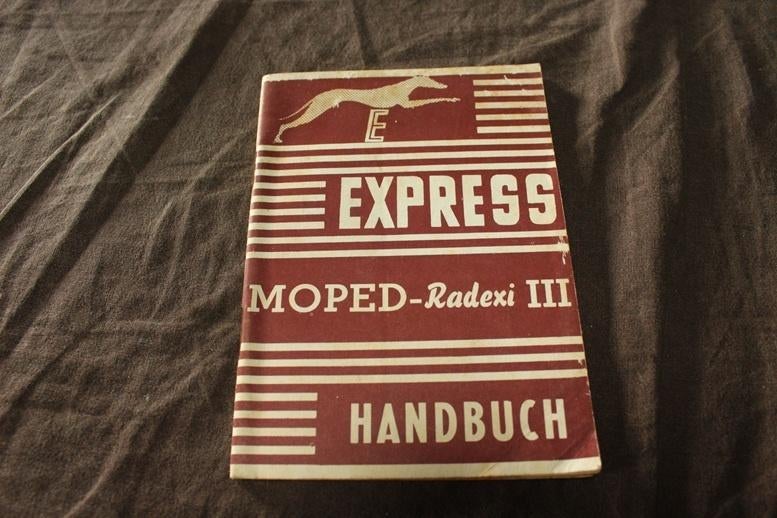 E
EXPRESS
MOPED-Radexi III
HANDBUCH